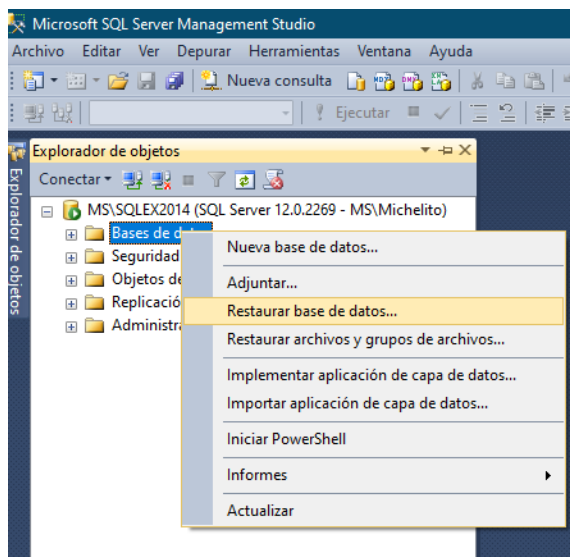 Microsoft SQL Server Management Studio
Archivo Editar Ver Depurar Herramientas Ventana Ayuda
Nueva consulta
Ejecutar
Explorador de objetos
Explorador de objetos
Conectar
MS\SQLEX2014 (SQL Server 12.0.2269 - MS\Michelito)
Bases de d
Seguridad
Objetos de
Replicació
Administra
Nueva base de datos...
Adjuntar...
Restaurar base de datos...
Restaurar archivos y grupos de archivos...
Implementar aplicación de capa de datos...
Importar aplicación de capa de datos...
Iniciar PowerShell
Informes
Actualizar